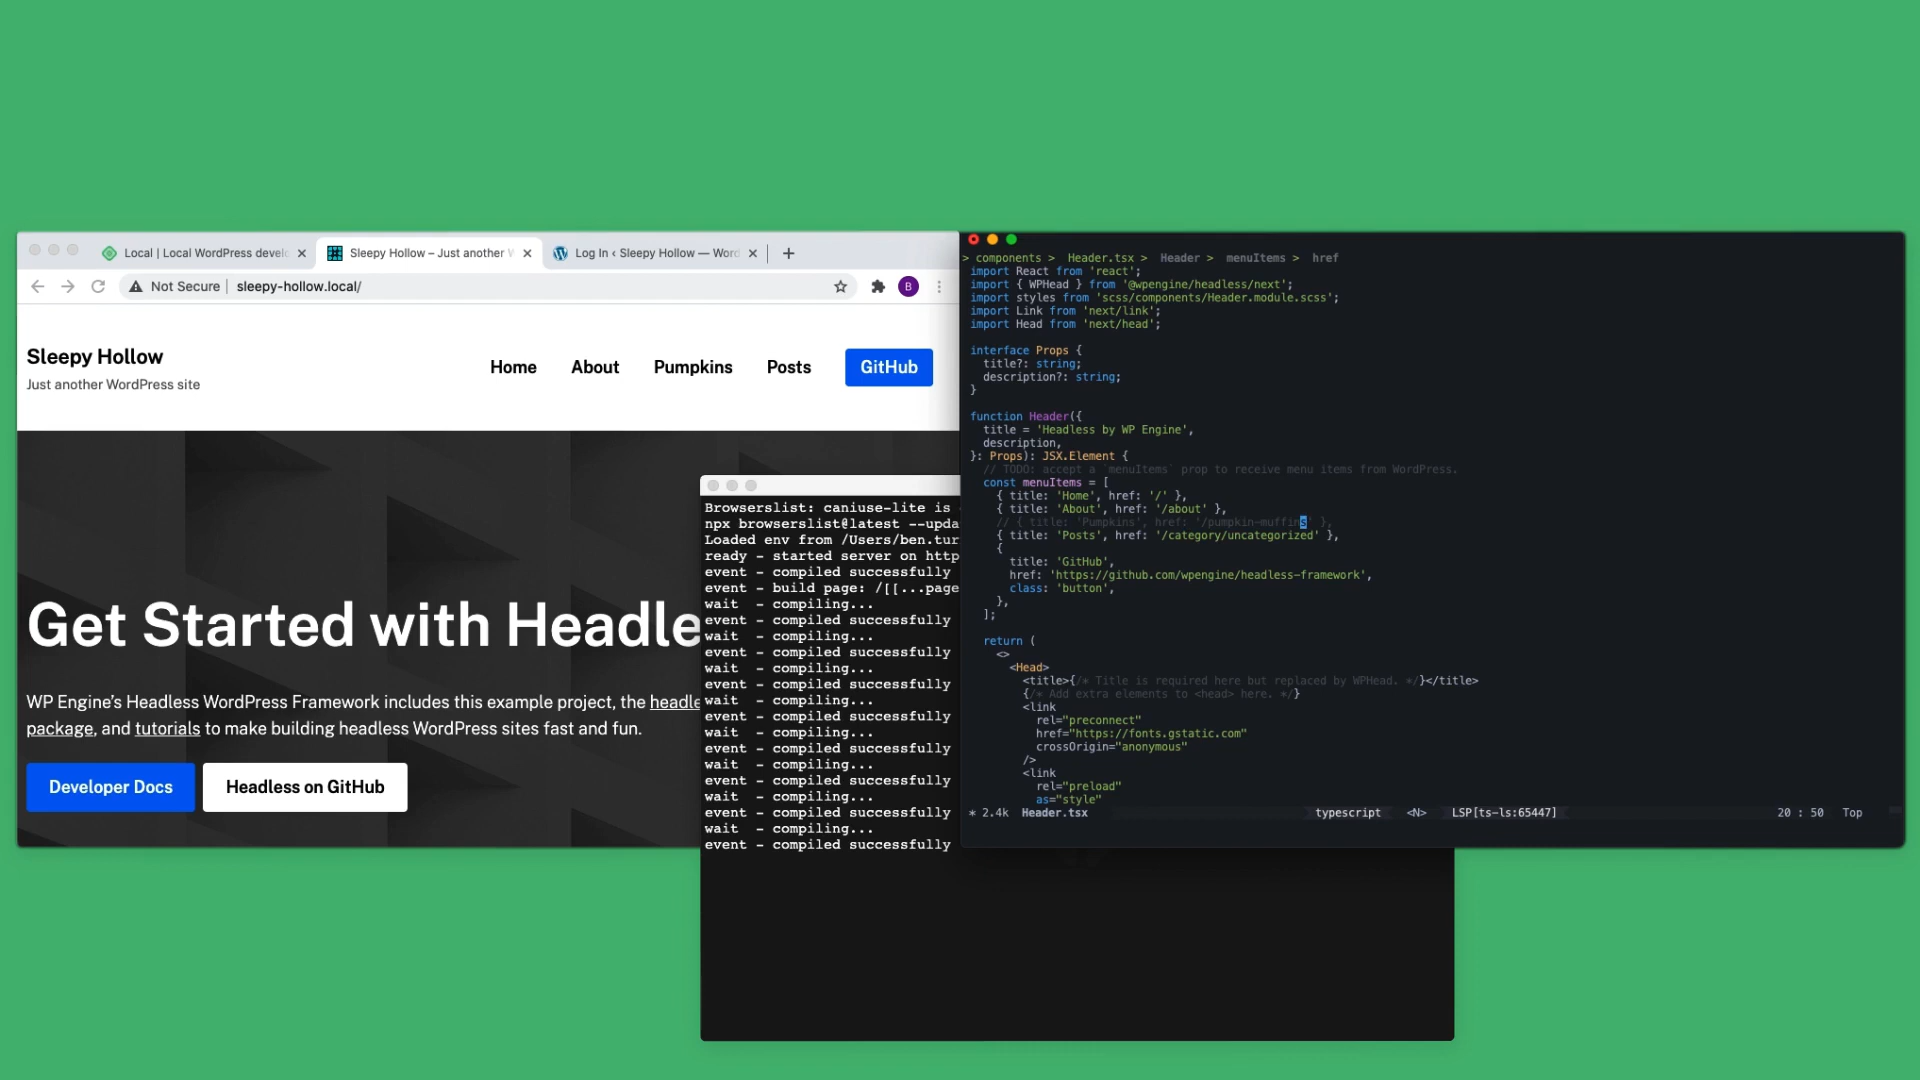 Local | Local WordPress develo
Sleepy Hollow – Just another W
Log In ‹ Sleepy Hollow — Word
Not Secure | sleepy-hollow.local/
B
Sleepy Hollow
Just another WordPress site
Home
About
Pumpkins
Posts
GitHub
Get Started with Headle
WP Engine's Headless WordPress Framework includes this example project, the headle
package, and tutorials to make building headless WordPress sites fast and fun.
Developer Docs
Headless on GitHub
Browserslist: caniuse-lite is
npx browserslist@latest --upda
Loaded env from /Users/ben.tur
ready - started server on http
event - compiled successfully
event - build page: /[[...page
wait  - compiling...
event - compiled successfully
wait  - compiling...
event - compiled successfully
wait  - compiling...
event - compiled successfully
wait  - compiling...
event - compiled successfully
wait  - compiling...
event - compiled successfully
wait  - compiling...
event - compiled successfully
wait  - compiling...
event - compiled successfully
wait  - compiling...
event - compiled successfully
> components > Header.tsx > Header > menuItems > href
import React from 'react';
import { WPHead } from '@wpengine/headless/next';
import styles from 'scss/components/Header.module.scss';
import Link from 'next/link';
import Head from 'next/head';
interface Props {
title?: string;
description?: string;
}
function Header({
title = 'Headless by WP Engine',
description,
}: Props): JSX.Element {
// TODO: accept a `menuItems` prop to receive menu items from WordPress.
const menuItems = [
{ title: 'Home', href: '/' },
{ title: 'About', href: '/about' },
// { title: 'Pumpkins', href: '/pumpkin-muffins' },
{ title: 'Posts', href: '/category/uncategorized' },
{
title: 'GitHub',
href: 'https://github.com/wpengine/headless-framework',
class: 'button',
},
];
return (
<>
<Head>
<title>{/* Title is required here but replaced by WPHead. */}</title>
{/* Add extra elements to <head> here. */}
<link
rel="preconnect"
href="https://fonts.gstatic.com"
crossOrigin="anonymous"
/>
<link
rel="preload"
as="style"
* 2.4k Header.tsx typescript <N> LSP[ts-ls:65447] 20 : 50 Top